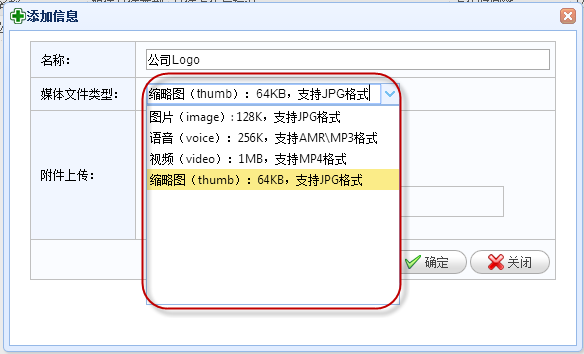 添加信息
名称：
公司Logo
媒体文件类型：
缩略图（thumb）：64KB，支持JPG格式
图片（image）：128K，支持JPG格式
语音（voice）：256K，支持AMR\MP3格式
视频（video）：1MB，支持MP4格式
缩略图（thumb）：64KB，支持JPG格式
附件上传：
确定
关闭